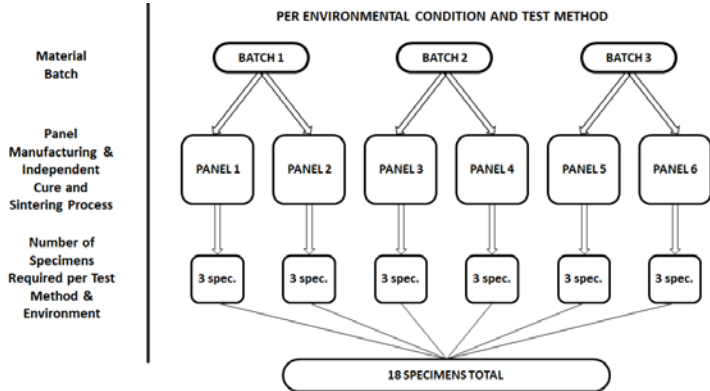 PER ENVIRONMENTAL CONDITION AND TEST METHOD
Material
Batch
BATCH 1
BATCH 2
BATCH 3
Panel
Manufacturing &
Independent
Cure and
Sintering Process
PANEL 1
PANEL 2
PANEL 3
PANEL 4
PANEL 5
PANEL 6
Number of
Specimens
Required per Test
Method &
Environment
3 spec.
3 spec.
3 spec.
3 spec.
3 spec.
3 spec.
18 SPECIMENS TOTAL